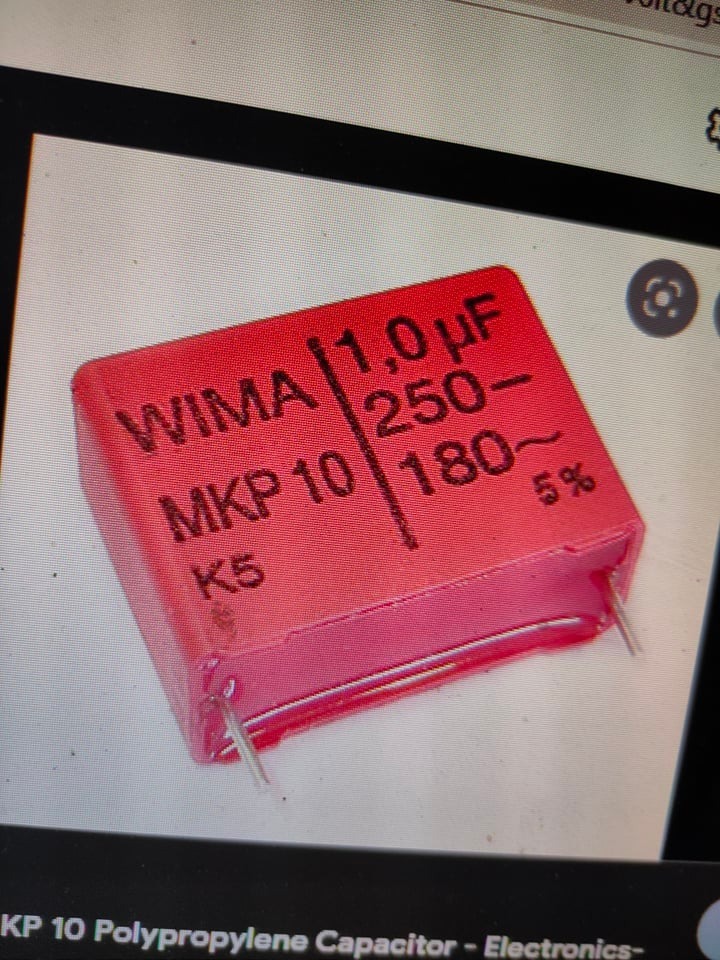 WIMA
MKP 10
K5
1,0 µF
250–
180~
5%
KP 10 Polypropylene Capacitor - Electronics-